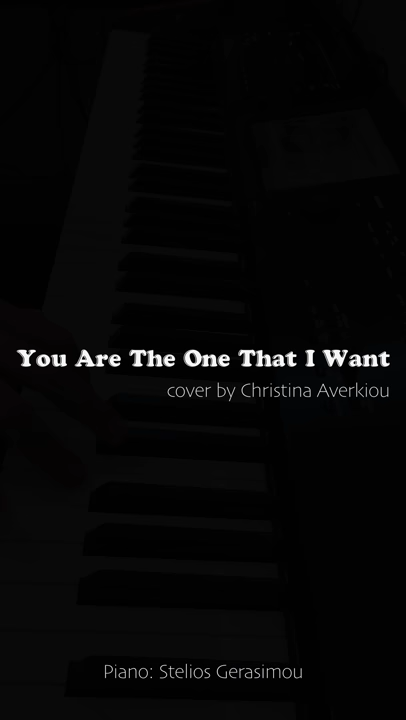 You Are The One That I Want
cover by Christina Averkiou
Piano: Stelios Gerasimou